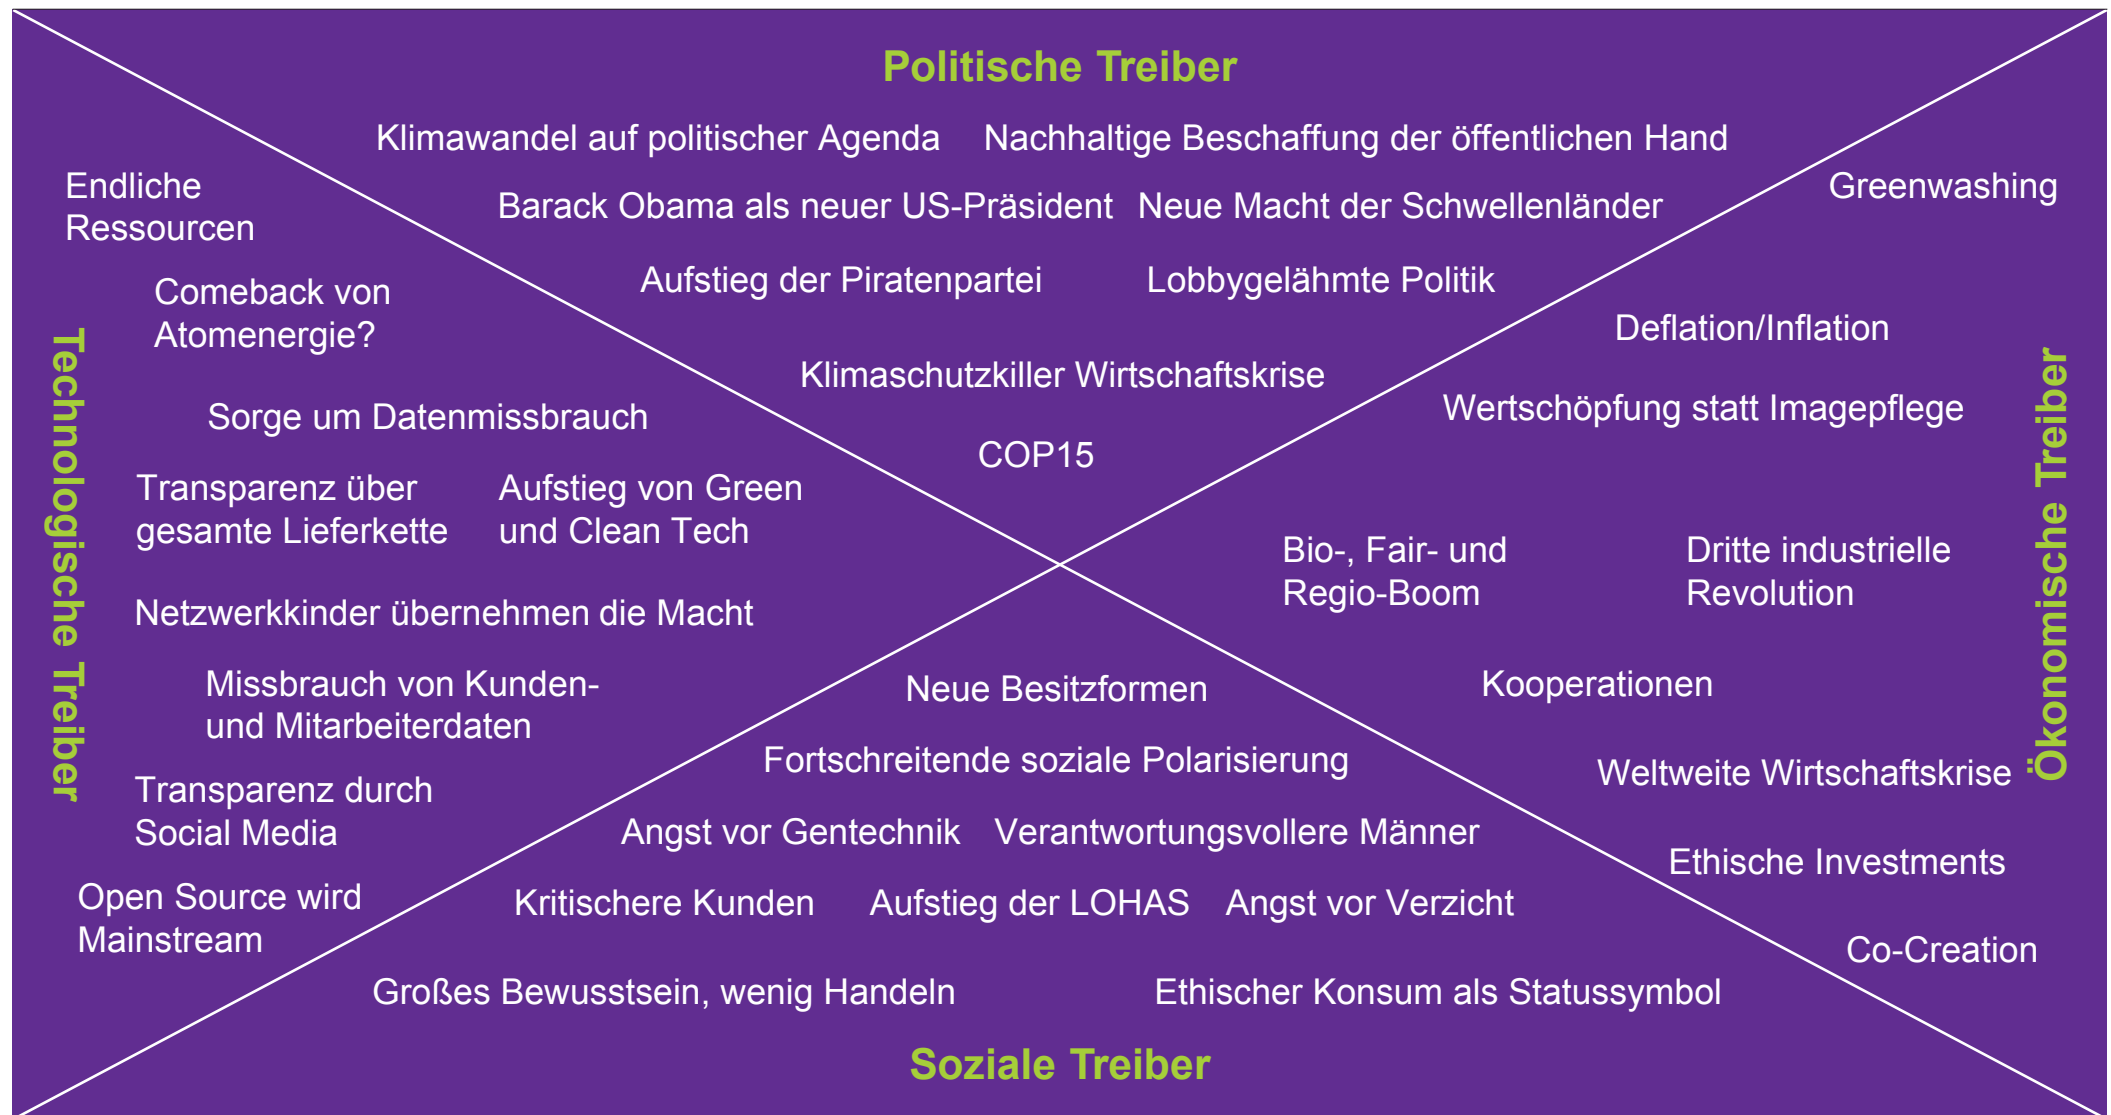 Politische Treiber
Klimawandel auf politischer Agenda
Nachhaltige Beschaffung der öffentlichen Hand
Barack Obama als neuer US-Präsident
Neue Macht der Schwellenländer
Aufstieg der Piratenpartei
Lobbygelähmte Politik
Klimaschutzkiller Wirtschaftskrise
COP15
Technologische Treiber
Endliche
Ressourcen
Comeback von
Atomenergie?
Sorge um Datenmissbrauch
Transparenz über
gesamte Lieferkette
Aufstieg von Green
und Clean Tech
Netzwerkkinder übernehmen die Macht
Missbrauch von Kunden-
und Mitarbeiterdaten
Transparenz durch
Social Media
Open Source wird
Mainstream
Ökonomische Treiber
Greenwashing
Deflation/Inflation
Wertschöpfung statt Imagepflege
Bio-, Fair- und
Regio-Boom
Dritte industrielle
Revolution
Kooperationen
Weltweite Wirtschaftskrise
Ethische Investments
Co-Creation
Neue Besitzformen
Fortschreitende soziale Polarisierung
Angst vor Gentechnik
Verantwortungsvollere Männer
Kritischere Kunden
Aufstieg der LOHAS
Angst vor Verzicht
Großes Bewusstsein, wenig Handeln
Ethischer Konsum als Statussymbol
Soziale Treiber